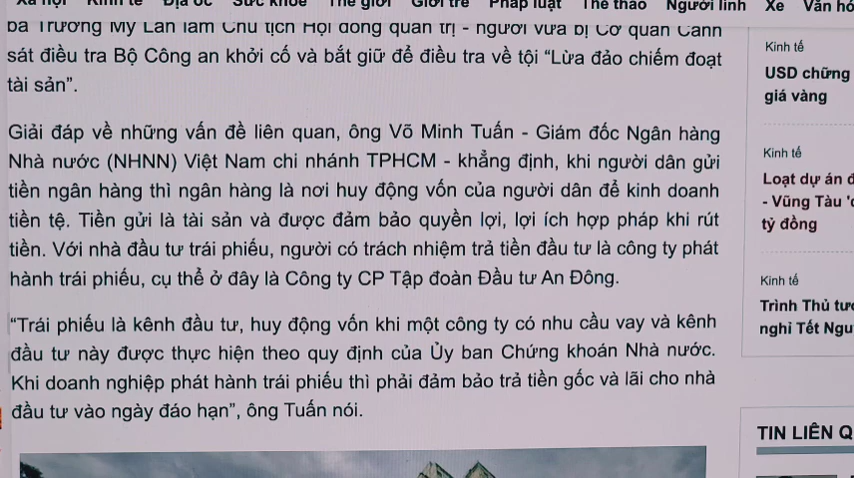 Xã hội Kinh tế Địa ốc Sức khỏe Thế giới Giới trẻ Pháp luật Thể thao Người lính Xe Văn hó
bà Trương Mỹ Lan làm Chủ tịch Hội đồng quản trị - người vừa bị Cơ quan Cảnh
sát điều tra Bộ Công an khởi cố và bắt giữ để điều tra về tội “Lừa đảo chiếm đoạt
tài sản”.
Giải đáp về những vấn đề liên quan, ông Võ Minh Tuấn - Giám đốc Ngân hàng
Nhà nước (NHNN) Việt Nam chi nhánh TPHCM - khẳng định, khi người dân gửi
tiền ngân hàng thì ngân hàng là nơi huy động vốn của người dân để kinh doanh
tiền tệ. Tiền gửi là tài sản và được đảm bảo quyền lợi, lợi ích hợp pháp khi rút
tiền. Với nhà đầu tư trái phiếu, người có trách nhiệm trả tiền đầu tư là công ty phát
hành trái phiếu, cụ thể ở đây là Công ty CP Tập đoàn Đầu tư An Đông.
“Trái phiếu là kênh đầu tư, huy động vốn khi một công ty có nhu cầu vay và kênh
đầu tư này được thực hiện theo quy định của Ủy ban Chứng khoán Nhà nước.
Khi doanh nghiệp phát hành trái phiếu thì phải đảm bảo trả tiền gốc và lãi cho nhà
đầu tư vào ngày đáo hạn”, ông Tuấn nói.
Kinh tế
USD chững
giá vàng
Kinh tế
Loạt dự án
- Vũng Tàu
tỷ đồng
Kinh tế
Trình Thủ tướ
nghỉ Tết Ngu
TIN LIÊN Q